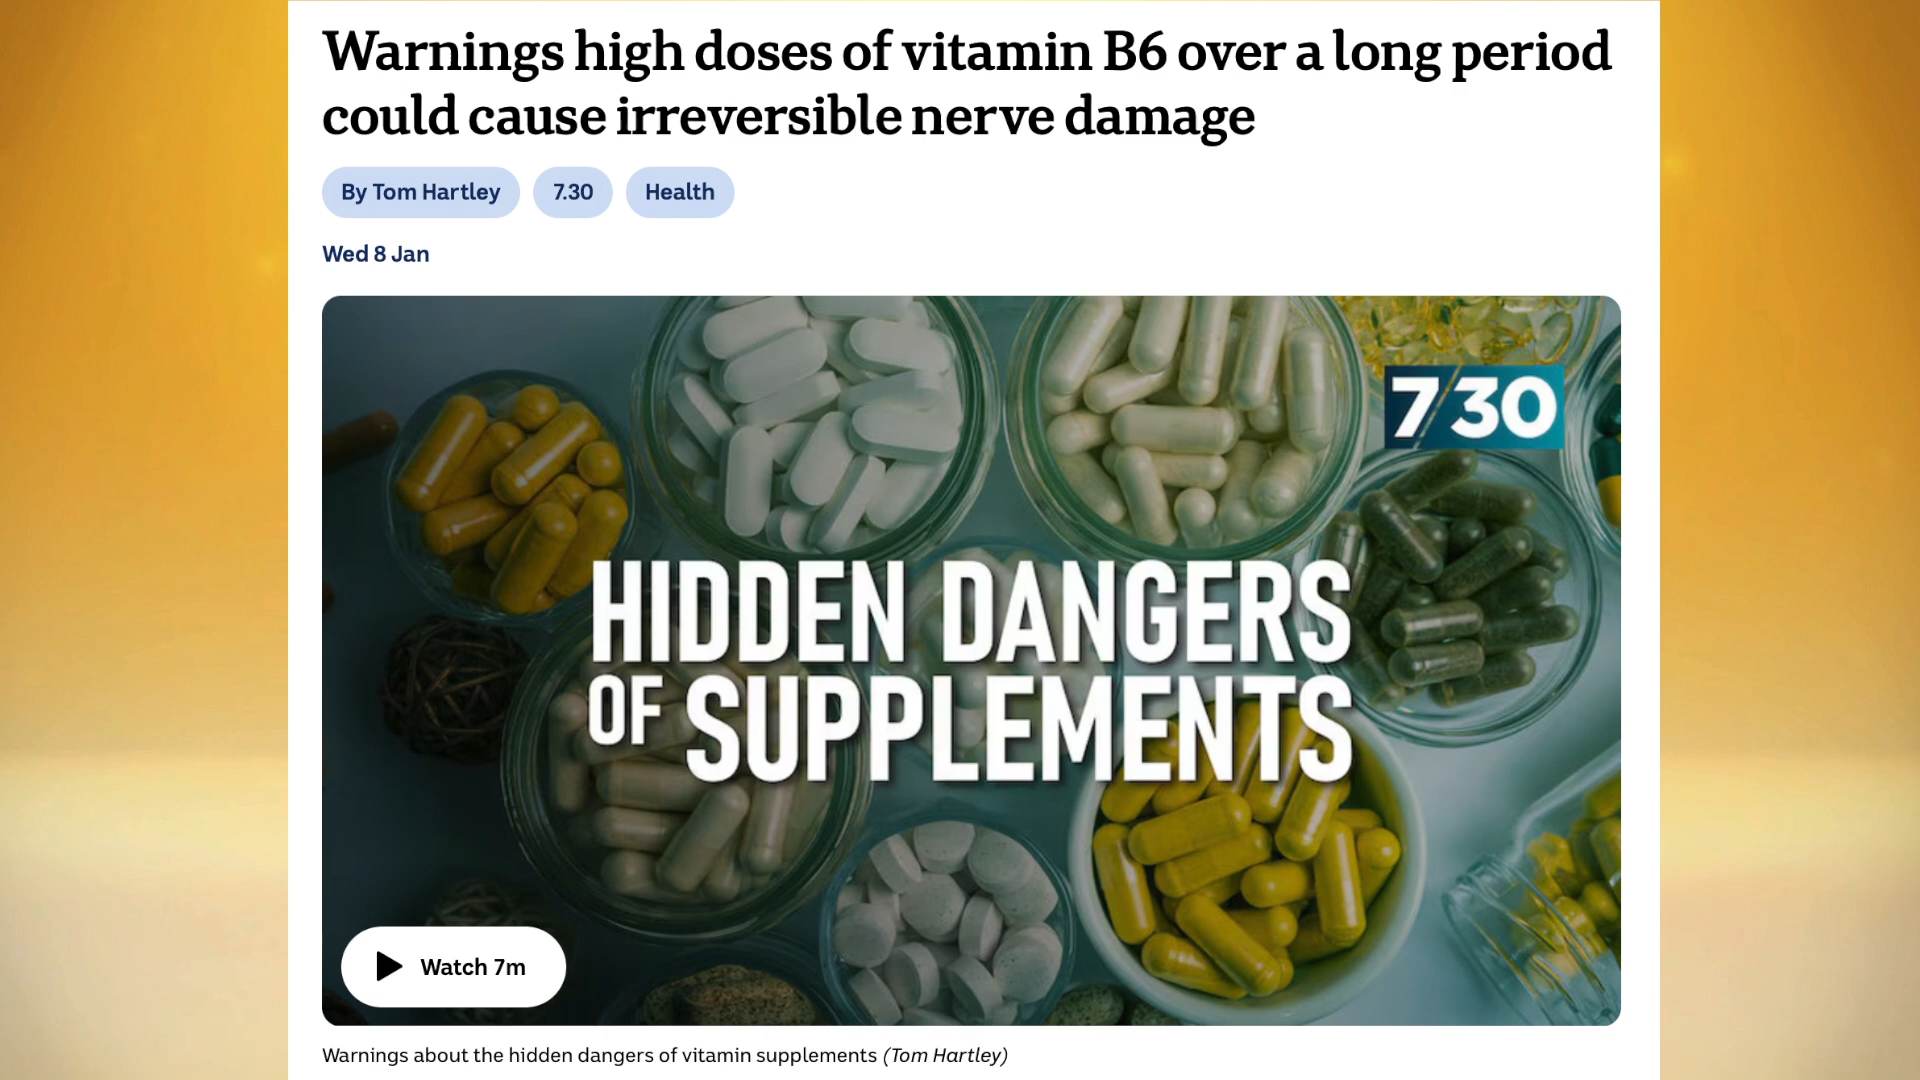 Warnings high doses of vitamin B6 over a long period
could cause irreversible nerve damage
By Tom Hartley
7.30
Health
Wed 8 Jan
7/30
HIDDEN DANGERS
OF SUPPLEMENTS
Watch 7m
Warnings about the hidden dangers of vitamin supplements (Tom Hartley)